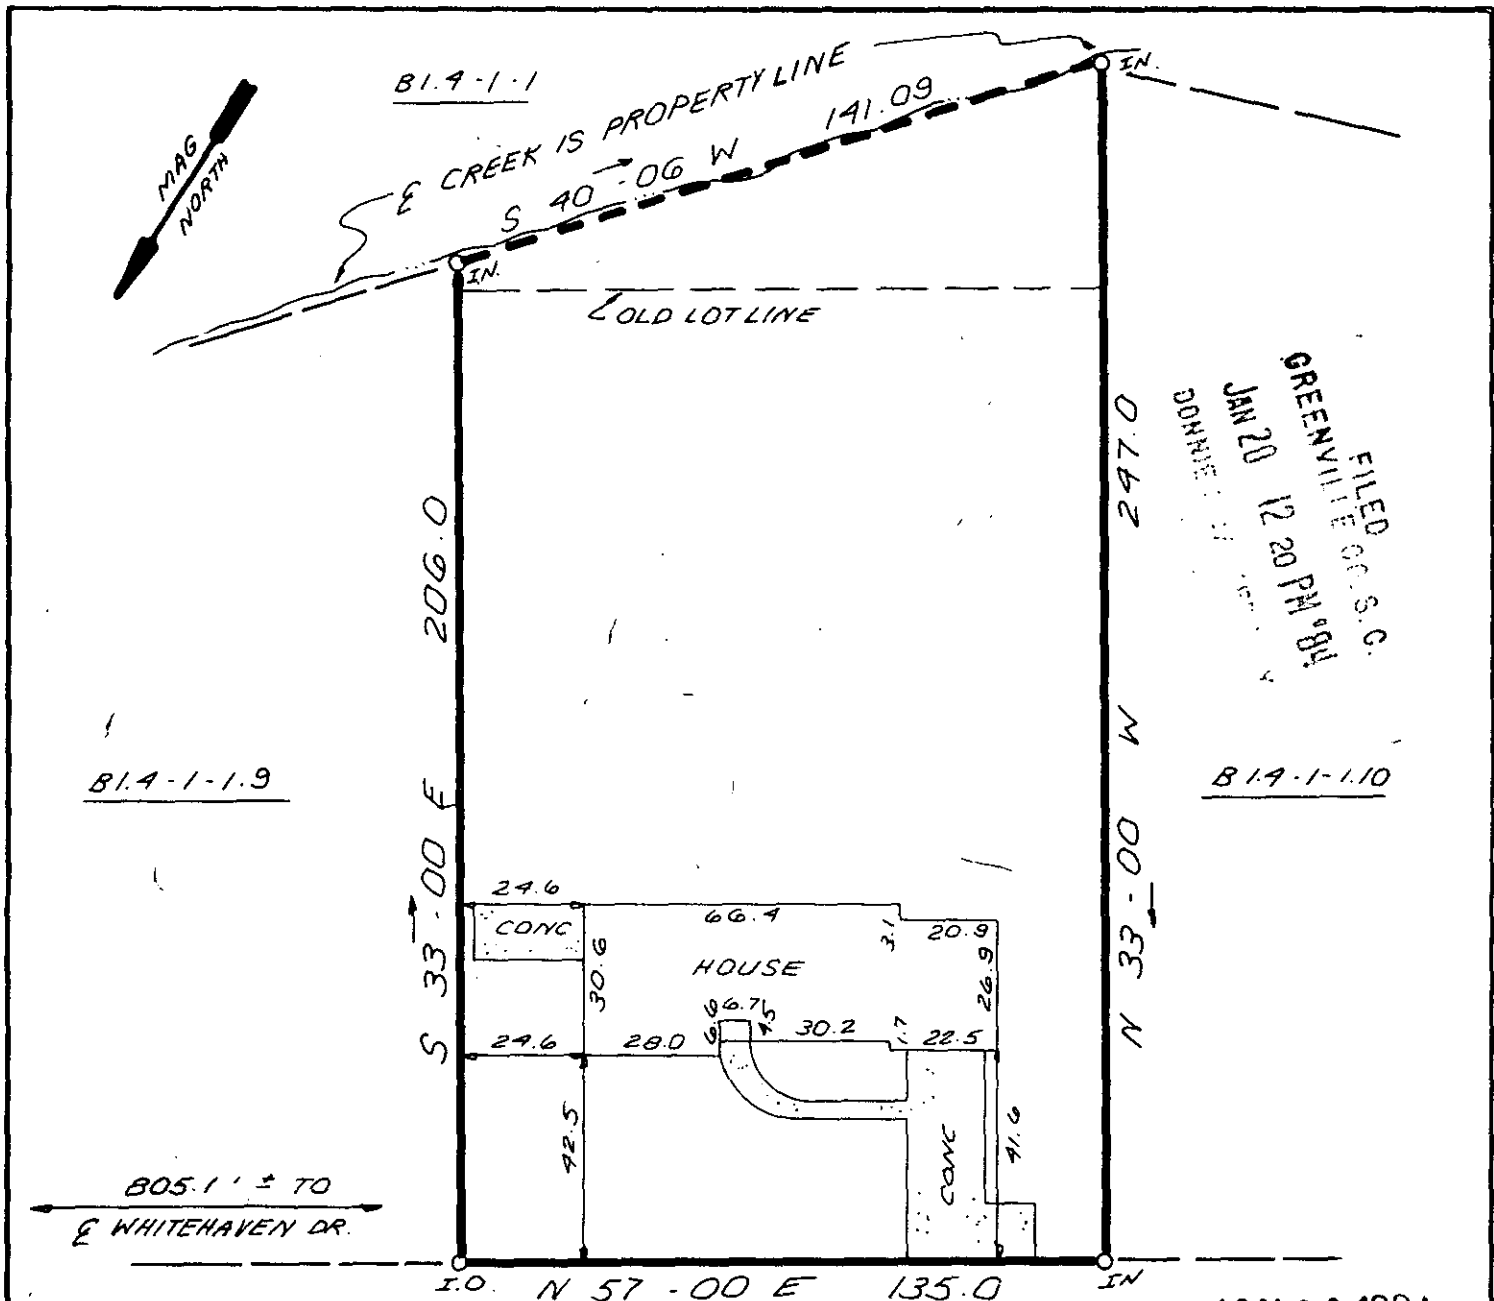 B1.4-1-1
MAG
NORTH
℄ CREEK IS PROPERTY LINE
S 40-06 W 141.09
IN.
IN.
OLD LOT LINE
FILED
GREENVILLE CO. S.C.
JAN 20 12 20 PM '84
206.0
S 33-00 E
247.0
N 33-00 W
B1.4-1-1.9
B1.4-1-1.10
24.6
CONC
66.4
3.1
20.9
HOUSE
30.6
26.9
6.6
6.7
4.5
30.2
1.7
22.5
24.6
28.0
42.5
CONC
41.6
805.1' ± TO
℄ WHITEHAVEN DR.
I.O.
N 57-00 E 135.0
IN